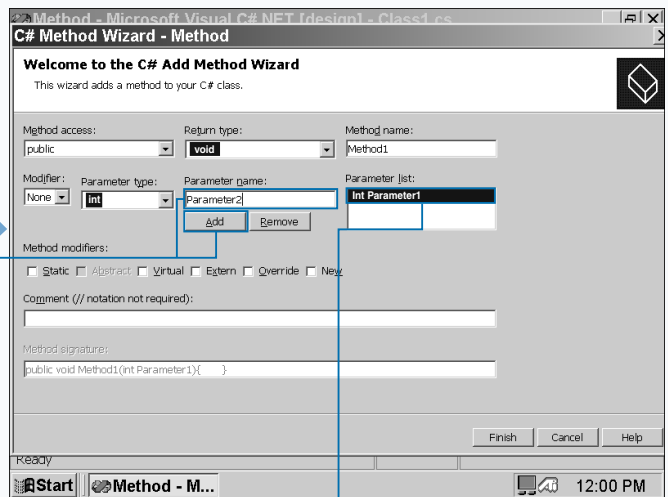 Method - Microsoft Visual C# NET [design] - Class1.cs
C# Method Wizard - Method
Welcome to the C# Add Method Wizard
This wizard adds a method to your C# class.
Method access:
Return type:
Method name:
public
void
Method1
Modifier:
Parameter type:
Parameter name:
Parameter list:
None
int
Parameter2
Int Parameter1
Add
Remove
Method modifiers:
Static
Abstract
Virtual
Extern
Override
New
Comment (// notation not required):
Method signature:
public void Method1(int Parameter1){ }
Finish
Cancel
Help
Ready
Start
Method - M...
12:00 PM